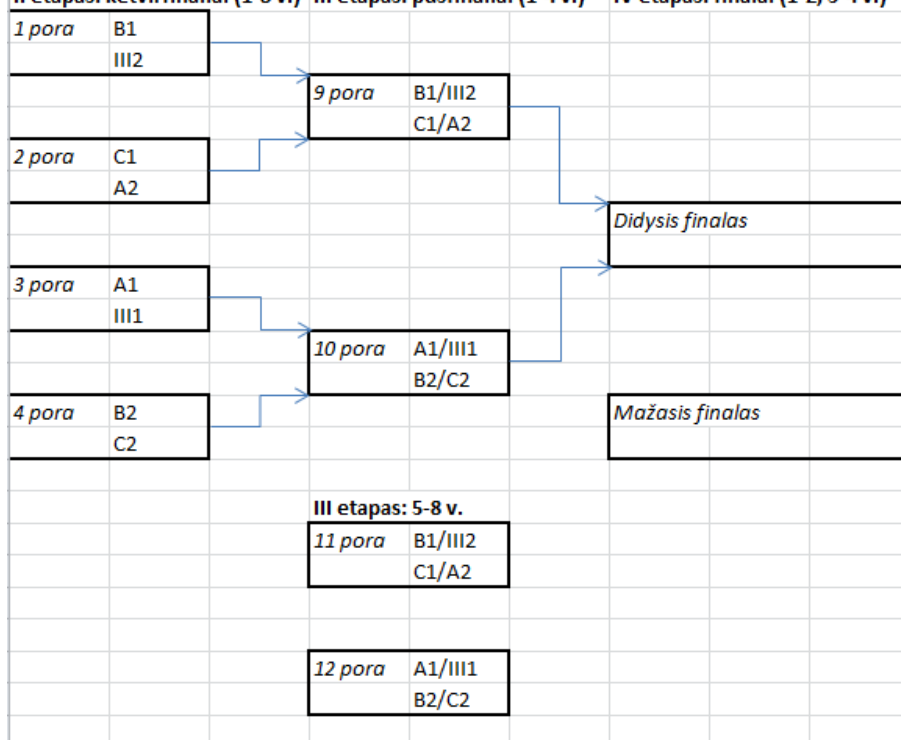 1 pora B1
III2
9 pora B1/III2
C1/A2
2 pora C1
A2
Didysis finalas
3 pora A1
III1
10 pora A1/III1
B2/C2
4 pora B2
C2
Mažasis finalas
III etapas: 5-8 v.
11 pora B1/III2
C1/A2
12 pora A1/III1
B2/C2